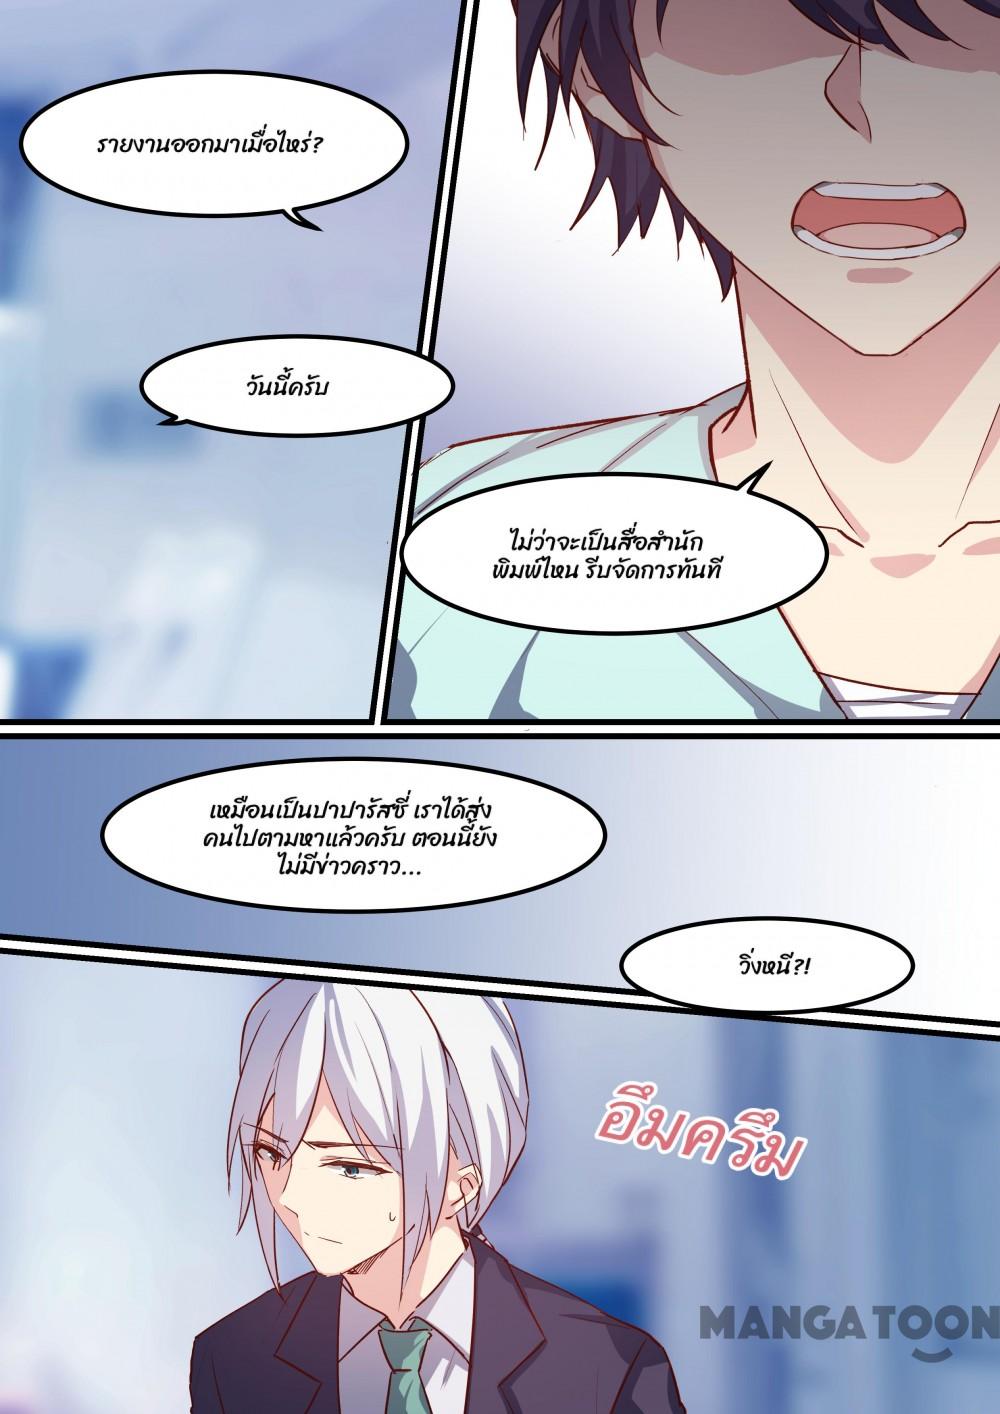 รายงานออกมาเมื่อไหร่?
วันนี้ครับ
ไม่ว่าจะเป็นสื่อสำนัก
พิมพ์ไหน รีบจัดการทันที
เหมือนเป็นปาปารัสซี่ เราได้ส่ง
คนไปตามหาแล้วครับ ตอนนี้ยัง
ไม่มีข่าวคราว...
วิ่งหนี?!
อึมครึม
MANGATOON